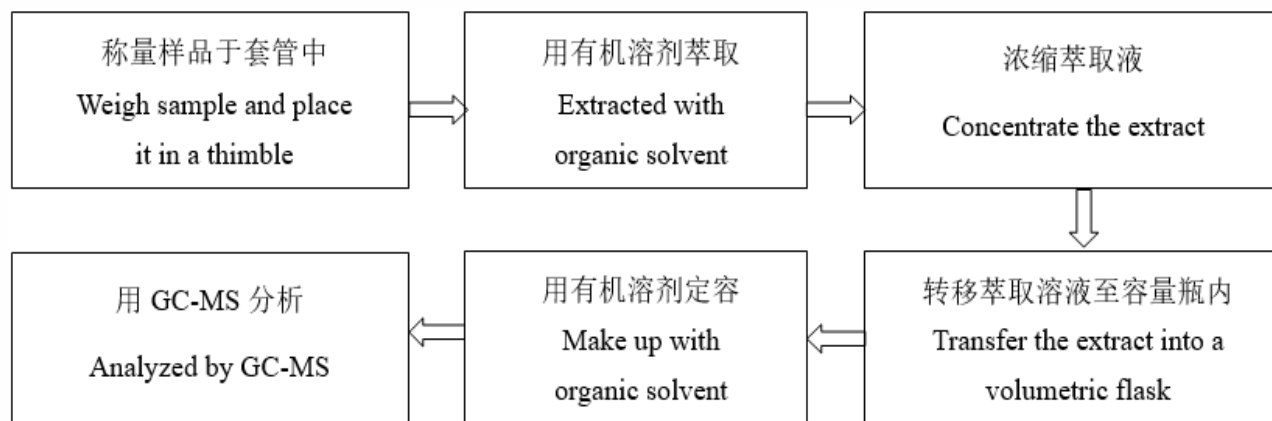 称量样品于套管中
Weigh sample and place
it in a thimble
用有机溶剂萃取
Extracted with
organic solvent
浓缩萃取液
Concentrate the extract
转移萃取溶液至容量瓶内
Transfer the extract into a
volumetric flask
用有机溶剂定容
Make up with
organic solvent
用 GC-MS 分析
Analyzed by GC-MS